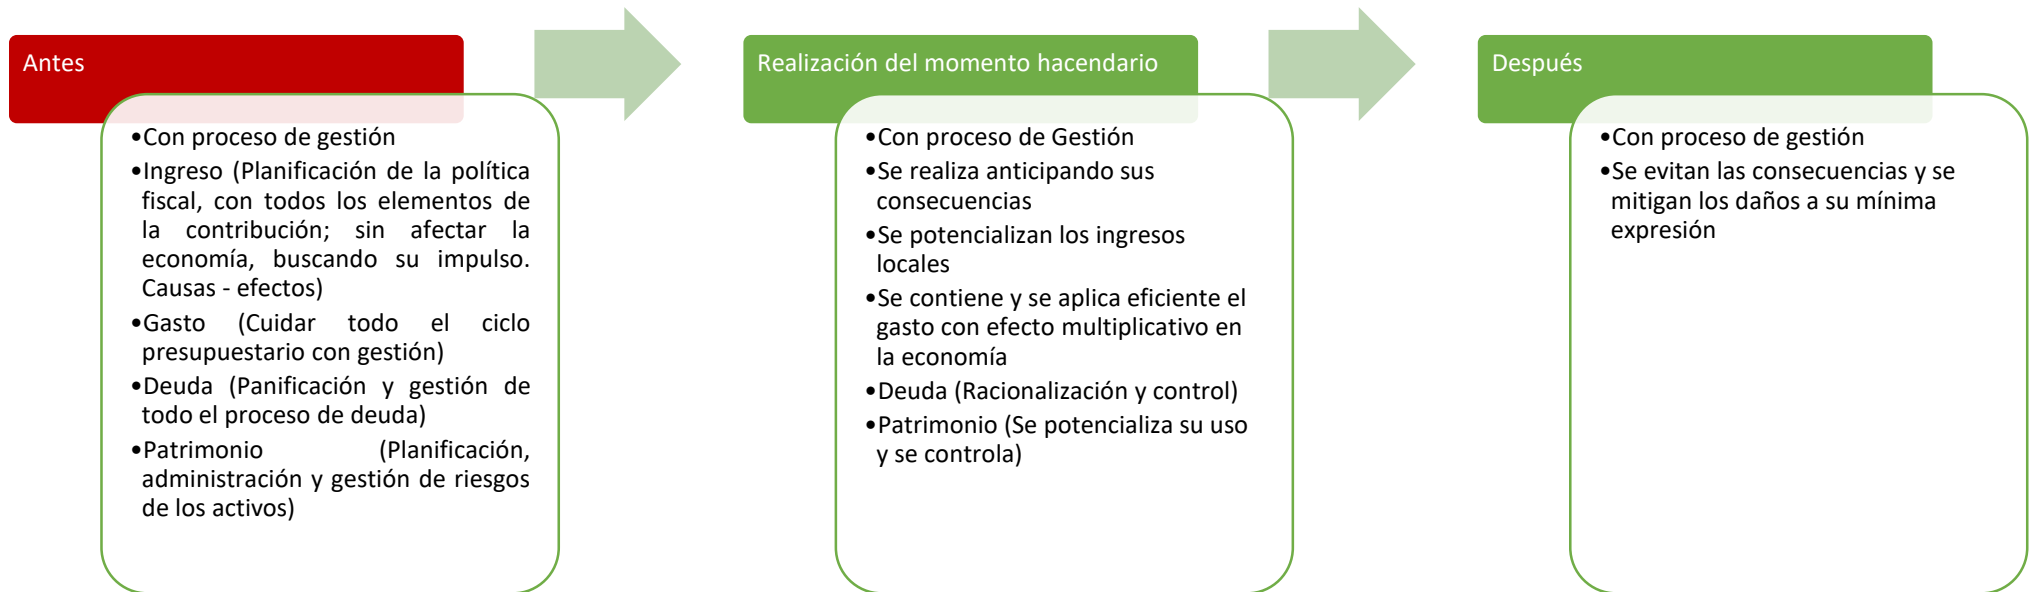 Antes
•Con proceso de gestión
•Ingreso (Planificación de la política
fiscal, con todos los elementos de
la contribución; sin afectar la
economía, buscando su impulso.
Causas - efectos)
•Gasto (Cuidar todo el ciclo
presupuestario con gestión)
•Deuda (Panificación y gestión de
todo el proceso de deuda)
•Patrimonio (Planificación,
administración y gestión de riesgos
de los activos)
Realización del momento hacendario
•Con proceso de Gestión
•Se realiza anticipando sus
consecuencias
•Se potencializan los ingresos
locales
•Se contiene y se aplica eficiente el
gasto con efecto multiplicativo en
la economía
•Deuda (Racionalización y control)
•Patrimonio (Se potencializa su uso
y se controla)
Después
•Con proceso de gestión
•Se evitan las consecuencias y se
mitigan los daños a su mínima
expresión